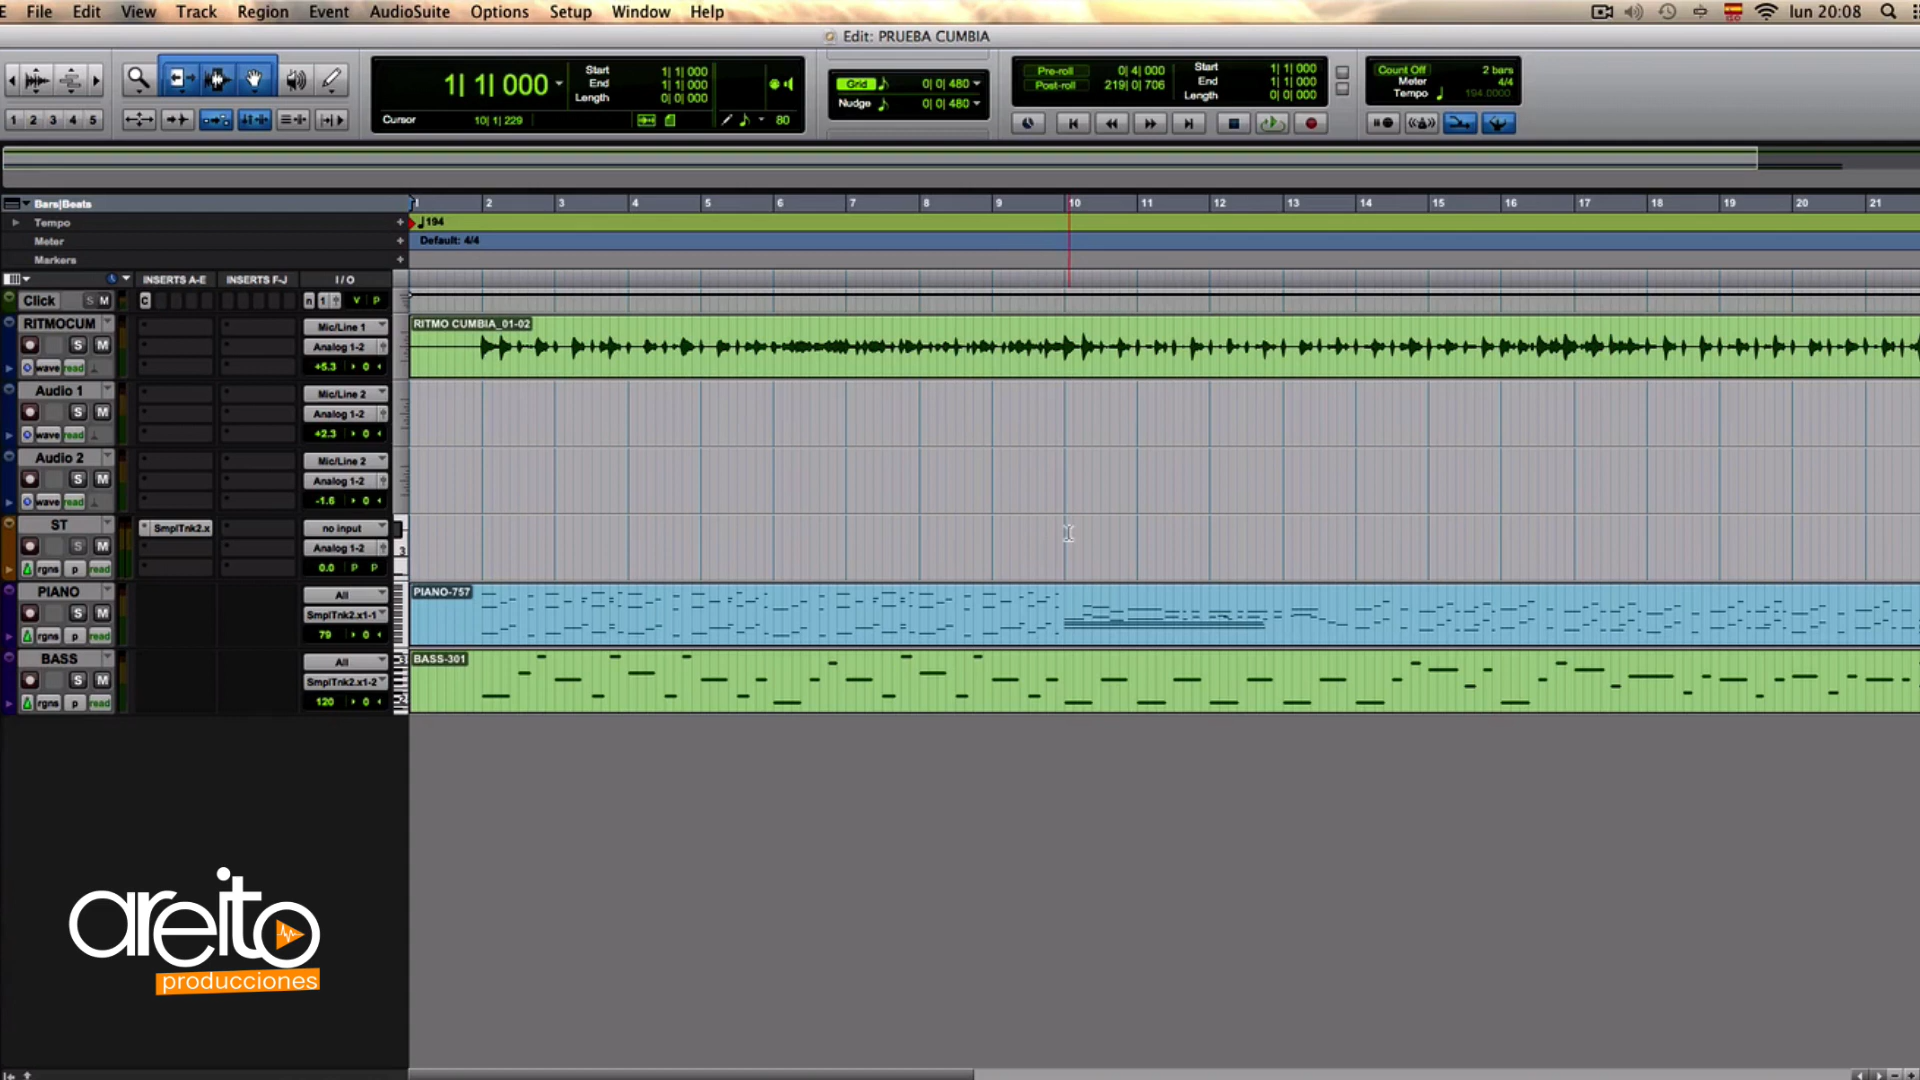 File Edit View Track Region Event AudioSuite Options Setup Window Help lun 20:08
Edit: PRUEBA CUMBIA
1| 1| 000
Start 1| 1| 000
End 1| 1| 000
Length 0| 0| 000
Cursor 10| 1| 229 80
Grid 0| 0| 480
Nudge 0| 0| 480
Pre-roll 0| 4| 000
Post-roll 219| 0| 706
Start 1| 1| 000
End 1| 1| 000
Length 0| 0| 000
Count Off 2 bars
Meter 4/4
Tempo 194.0000
1 2 3 4 5
Bars|Beats 1 2 3 4 5 6 7 8 9 10 11 12 13 14 15 16 17 18 19 20 21
Tempo 194
Meter Default: 4/4
Markers
INSERTS A-E INSERTS F-J I / O
Click S M C n 1 V P
RITMOCUM Mic/Line 1 RITMO CUMBIA_01-02
S M Analog 1-2
wave read +5.3 0
Audio 1 Mic/Line 2
S M Analog 1-2
wave read +2.3 0
Audio 2 Mic/Line 2
S M Analog 1-2
wave read -1.6 0
ST SmplTnk2.x no input
S M Analog 1-2 3
rgns p read 0.0 P P
PIANO All PIANO-757
S M SmplTnk2.x1-1
rgns p read 79 0
BASS All BASS-301
S M SmplTnk2.x1-2
rgns p read 120 0
areito
producciones